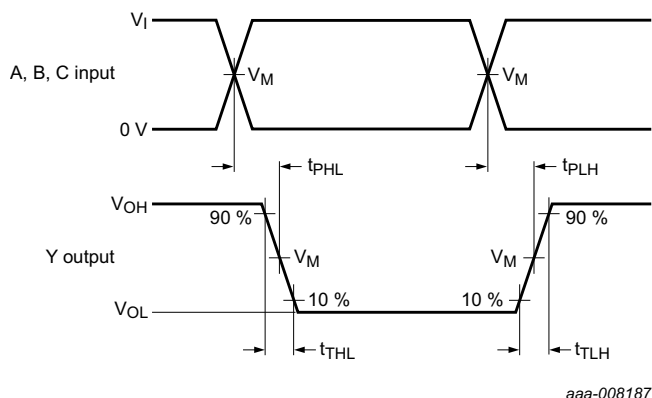 VI
A, B, C input
VM
VM
0 V
tPHL
tPLH
VOH
90 %
90 %
Y output
VM
VM
10 %
10 %
VOL
tTHL
tTLH
aaa-008187